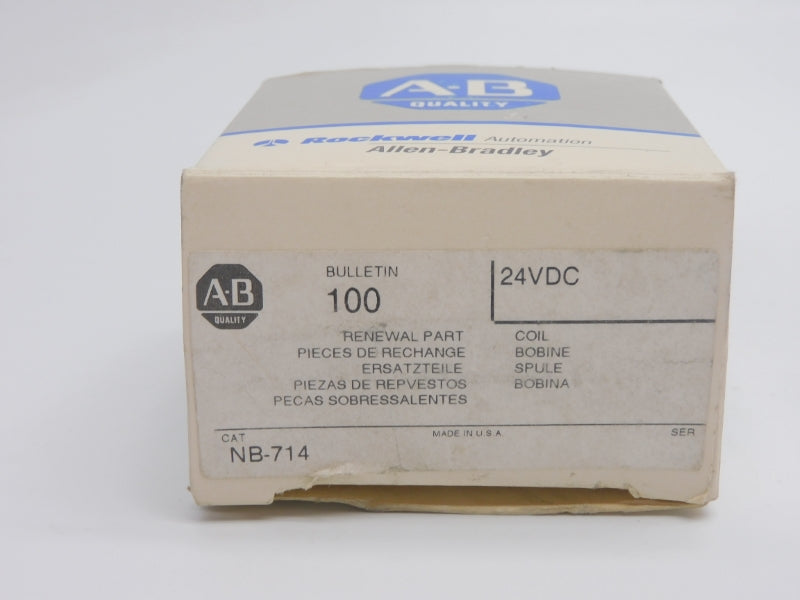 A-B
QUALITY
Rockwell Automation
Allen-Bradley
A-B
QUALITY
BULLETIN
100
24VDC
RENEWAL PART
PIECES DE RECHANGE
ERSATZTEILE
PIEZAS DE REPVESTOS
PECAS SOBRESSALENTES
COIL
BOBINE
SPULE
BOBINA
CAT
NB-714
MADE IN U.S.A.
SER